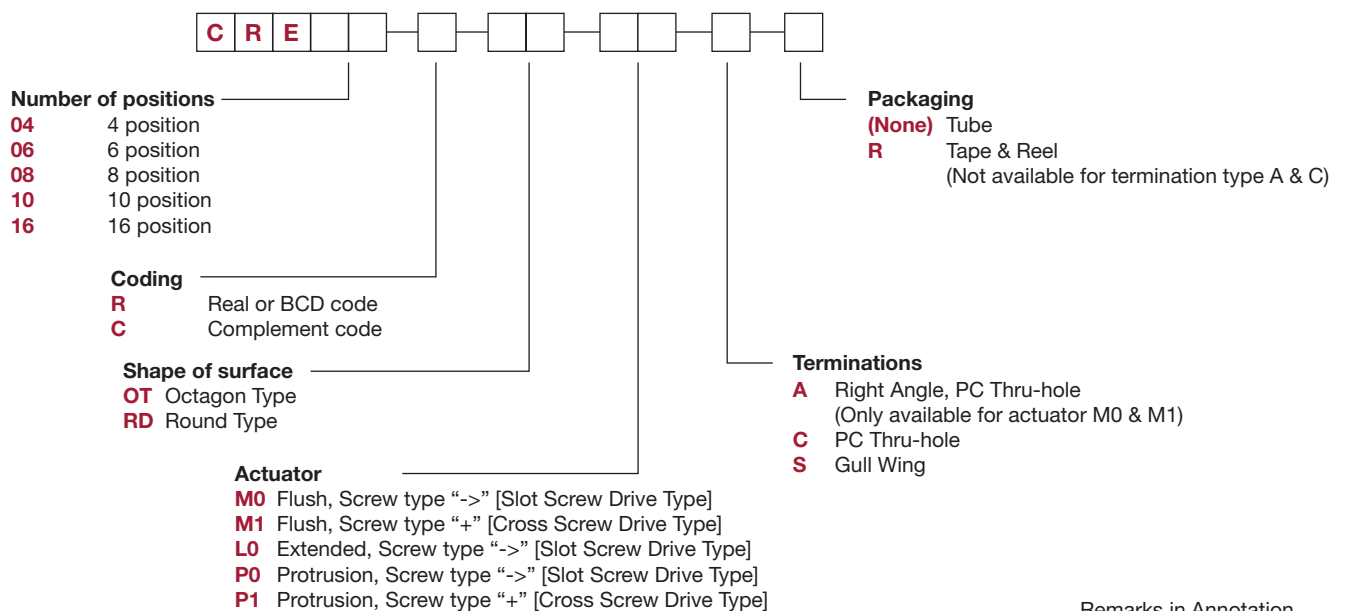 C R E
Number of positions
04 4 position
06 6 position
08 8 position
10 10 position
16 16 position
Coding
R Real or BCD code
C Complement code
Shape of surface
OT Octagon Type
RD Round Type
Actuator
M0 Flush, Screw type “->” [Slot Screw Drive Type]
M1 Flush, Screw type “+” [Cross Screw Drive Type]
L0 Extended, Screw type “->” [Slot Screw Drive Type]
P0 Protrusion, Screw type “->” [Slot Screw Drive Type]
P1 Protrusion, Screw type “+” [Cross Screw Drive Type]
Packaging
(None) Tube
R Tape & Reel
(Not available for termination type A & C)
Terminations
A Right Angle, PC Thru-hole
(Only available for actuator M0 & M1)
C PC Thru-hole
S Gull Wing
Remarks in Annotation